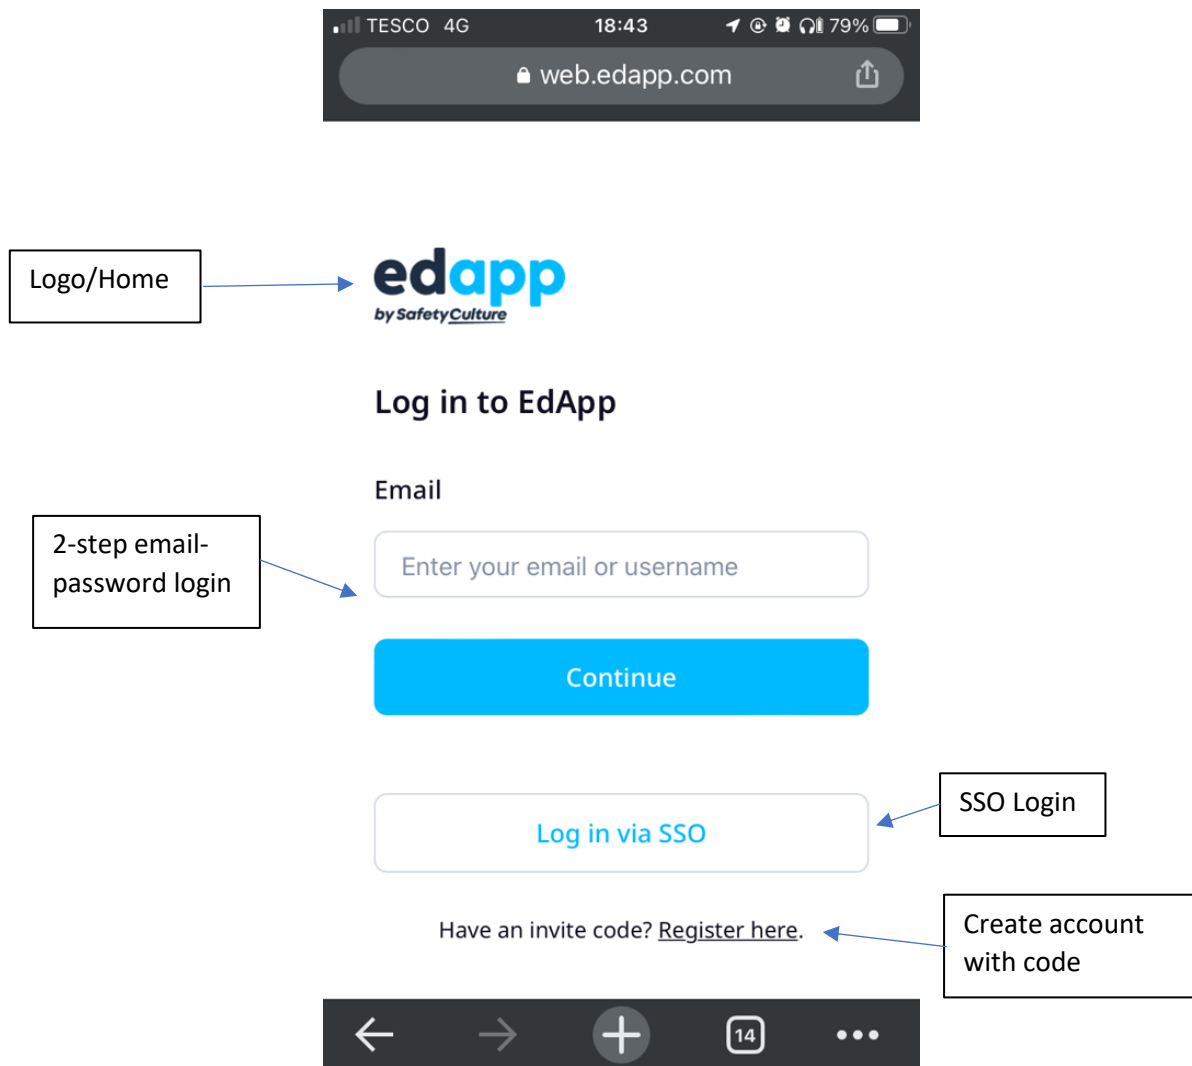 TESCO 4G 18:43 79%
web.edapp.com
Logo/Home
edapp
by SafetyCulture
Log in to EdApp
Email
2-step email-
password login
Enter your email or username
Continue
SSO Login
Log in via SSO
Have an invite code? Register here.
Create account
with code
14